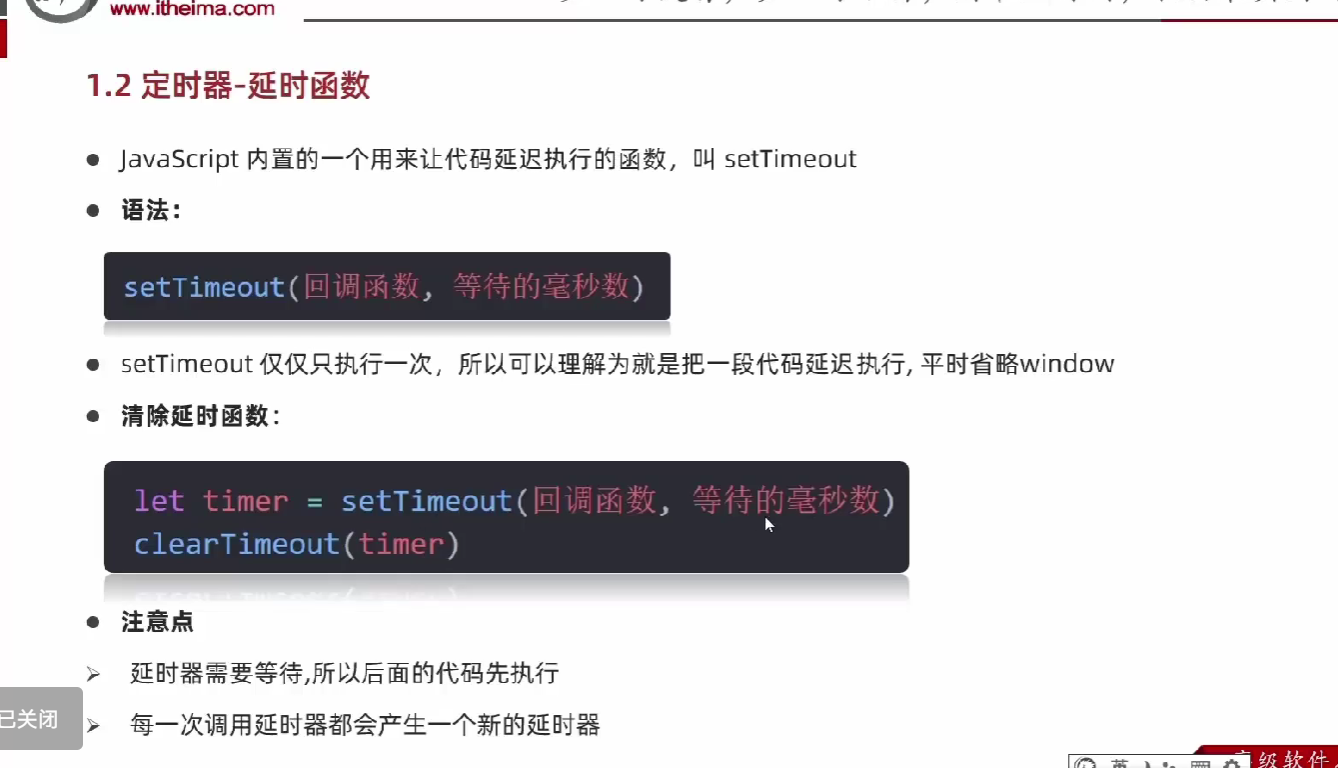 www.itheima.com
1.2 定时器-延时函数
● JavaScript 内置的一个用来让代码延迟执行的函数，叫 setTimeout
● 语法：
setTimeout(回调函数, 等待的毫秒数)
● setTimeout 仅仅只执行一次，所以可以理解为就是把一段代码延迟执行, 平时省略window
● 清除延时函数：
let timer = setTimeout(回调函数, 等待的毫秒数)
clearTimeout(timer)
● 注意点
➢ 延时器需要等待,所以后面的代码先执行
已关闭
➢ 每一次调用延时器都会产生一个新的延时器
高级软件
英